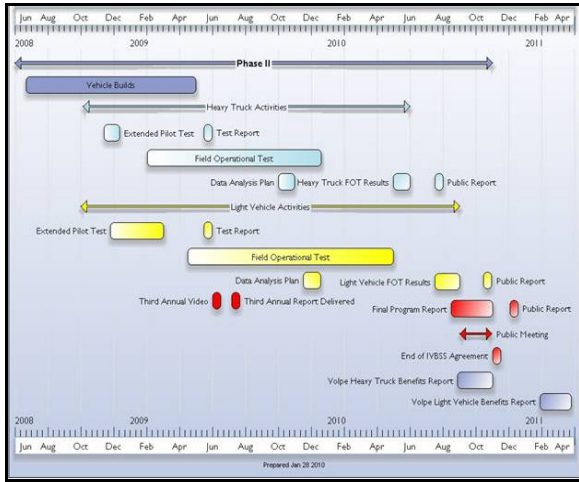 Jun Aug Oct Dec Feb Apr Jun Aug Oct Dec Feb Apr Jun Aug Oct Dec Feb Apr
2008 2009 2010 2011
Phase II
Vehicle Builds
Heavy Truck Activities
Extended Pilot Test Test Report
Field Operational Test
Data Analysis Plan Heavy Truck FOT Results Public Report
Light Vehicle Activities
Extended Pilot Test Test Report
Field Operational Test
Data Analysis Plan Light Vehicle FOT Results Public Report
Third Annual Video Third Annual Report Delivered Final Program Report Public Report
Public Meeting
End of IVBSS Agreement
Volpe Heavy Truck Benefits Report
Volpe Light Vehicle Benefits Report
2008 2009 2010 2011
Jun Aug Oct Dec Feb Apr Jun Aug Oct Dec Feb Apr Jun Aug Oct Dec Feb Apr
Prepared Jan 28 2010